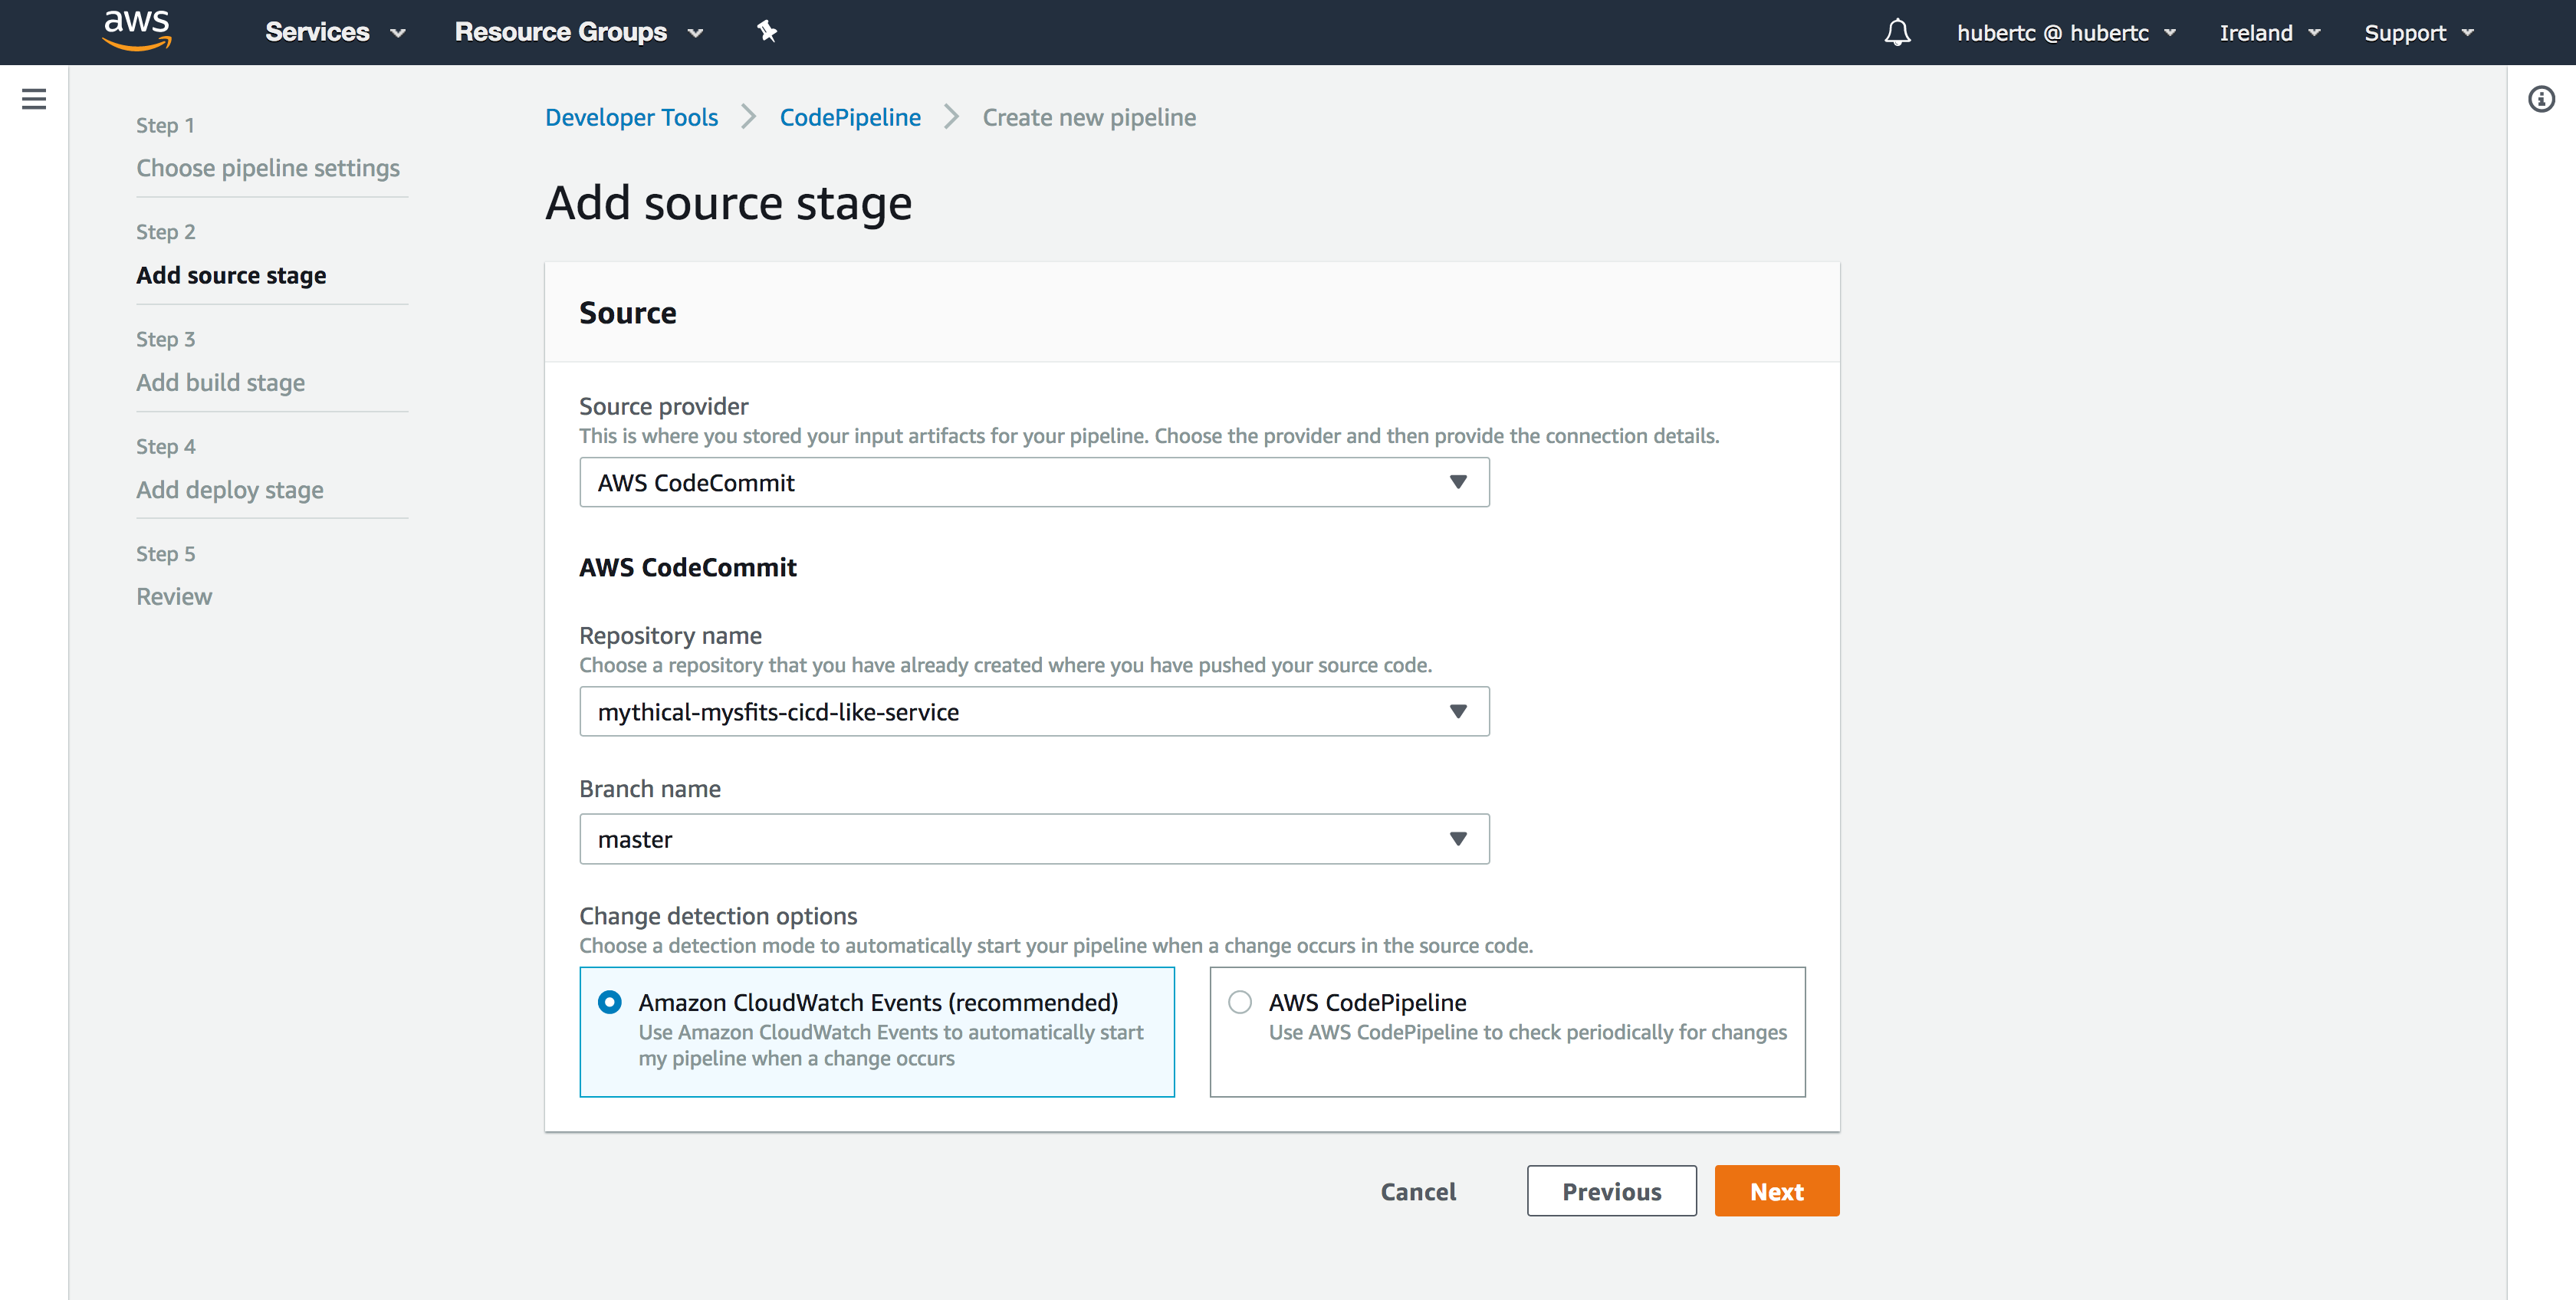 aws Services Resource Groups hubertc @ hubertc Ireland Support
Step 1
Choose pipeline settings
Step 2
Add source stage
Step 3
Add build stage
Step 4
Add deploy stage
Step 5
Review
Developer Tools > CodePipeline > Create new pipeline
Add source stage
Source
Source provider
This is where you stored your input artifacts for your pipeline. Choose the provider and then provide the connection details.
AWS CodeCommit
AWS CodeCommit
Repository name
Choose a repository that you have already created where you have pushed your source code.
mythical-mysfits-cicd-like-service
Branch name
master
Change detection options
Choose a detection mode to automatically start your pipeline when a change occurs in the source code.
Amazon CloudWatch Events (recommended)
Use Amazon CloudWatch Events to automatically start
my pipeline when a change occurs
AWS CodePipeline
Use AWS CodePipeline to check periodically for changes
Cancel Previous Next